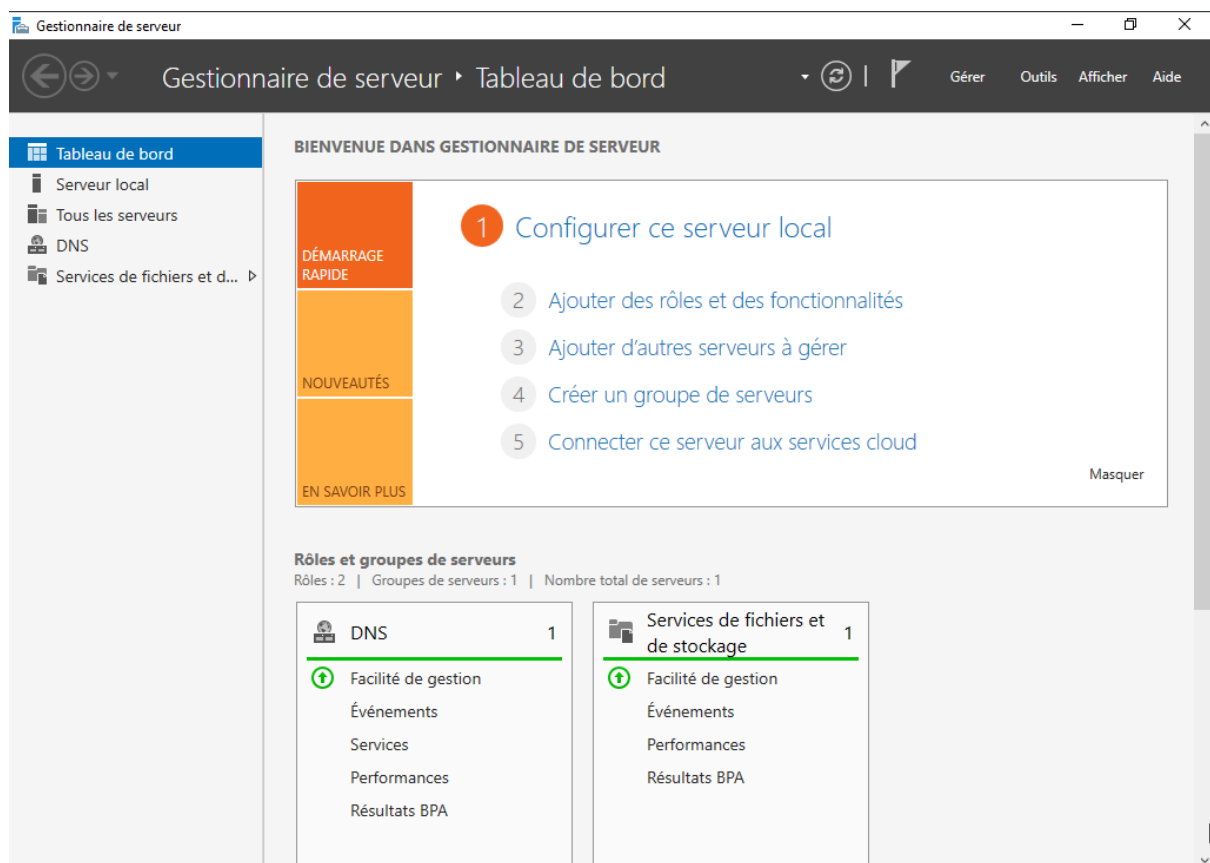 Gestionnaire de serveur
Gestionnaire de serveur ‣ Tableau de bord
Gérer Outils Afficher Aide
Tableau de bord
Serveur local
Tous les serveurs
DNS
Services de fichiers et d...
BIENVENUE DANS GESTIONNAIRE DE SERVEUR
DÉMARRAGE
RAPIDE
NOUVEAUTÉS
EN SAVOIR PLUS
1 Configurer ce serveur local
2 Ajouter des rôles et des fonctionnalités
3 Ajouter d’autres serveurs à gérer
4 Créer un groupe de serveurs
5 Connecter ce serveur aux services cloud
Masquer
Rôles et groupes de serveurs
Rôles : 2 | Groupes de serveurs : 1 | Nombre total de serveurs : 1
DNS 1
Facilité de gestion
Événements
Services
Performances
Résultats BPA
Services de fichiers et
de stockage 1
Facilité de gestion
Événements
Performances
Résultats BPA